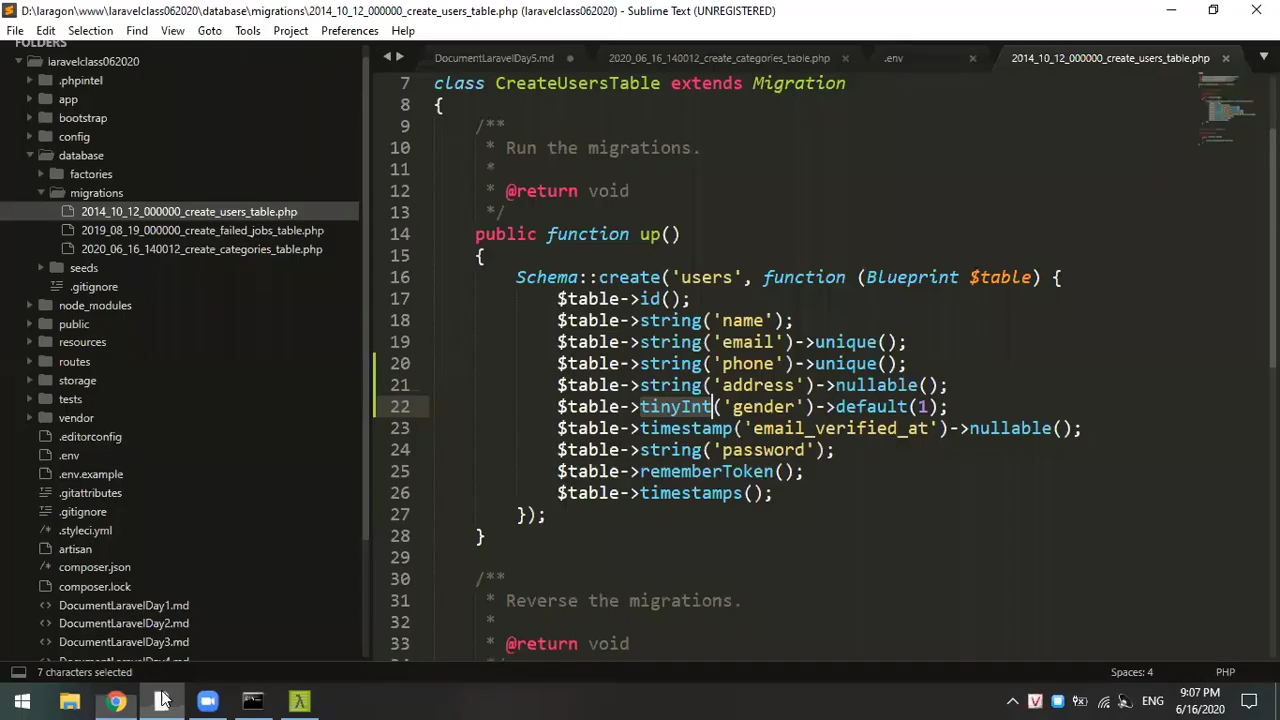 D:\laragon\www\laravelclass062020\database\migrations\2014_10_12_000000_create_users_table.php (laravelclass062020) - Sublime Text (UNREGISTERED)
File Edit Selection Find View Goto Tools Project Preferences Help
FOLDERS
laravelclass062020
.phpintel
app
bootstrap
config
database
factories
migrations
2014_10_12_000000_create_users_table.php
2019_08_19_000000_create_failed_jobs_table.php
2020_06_16_140012_create_categories_table.php
seeds
.gitignore
node_modules
public
resources
routes
storage
tests
vendor
.editorconfig
.env
.env.example
.gitattributes
.gitignore
.styleci.yml
artisan
composer.json
composer.lock
DocumentLaravelDay1.md
DocumentLaravelDay2.md
DocumentLaravelDay3.md
DocumentLaravelDay4.md
DocumentLaravelDay5.md 2020_06_16_140012_create_categories_table.php .env 2014_10_12_000000_create_users_table.php
7 class CreateUsersTable extends Migration
8 {
9 /**
10 * Run the migrations.
11 *
12 * @return void
13 */
14 public function up()
15 {
16 Schema::create('users', function (Blueprint $table) {
17 $table->id();
18 $table->string('name');
19 $table->string('email')->unique();
20 $table->string('phone')->unique();
21 $table->string('address')->nullable();
22 $table->tinyInt('gender')->default(1);
23 $table->timestamp('email_verified_at')->nullable();
24 $table->string('password');
25 $table->rememberToken();
26 $table->timestamps();
27 });
28 }
29
30 /**
31 * Reverse the migrations.
32 *
33 * @return void
34 */
7 characters selected Spaces: 4 PHP
ENG 9:07 PM
6/16/2020